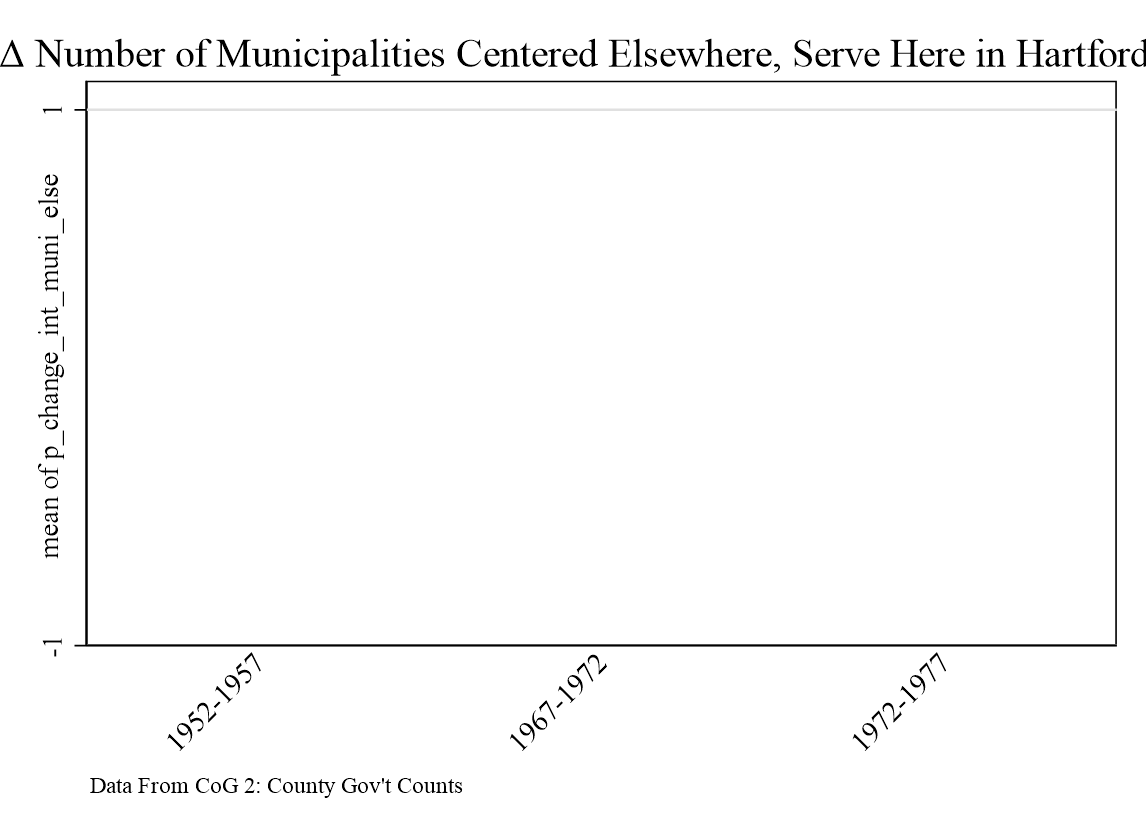 Δ Number of Municipalities Centered Elsewhere, Serve Here in Hartford
1
mean of p_change_int_muni_else
-1
1952-1957
1967-1972
1972-1977
Data From CoG 2: County Gov't Counts